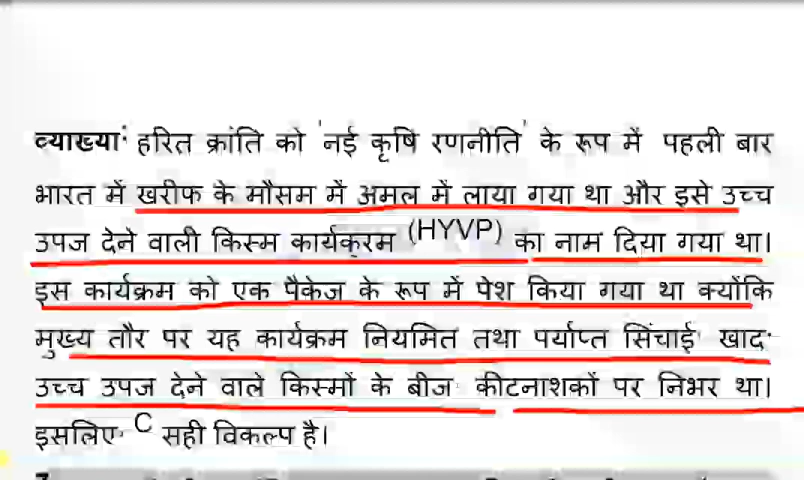 व्याख्या: हरित क्रांति को 'नई कृषि रणनीति' के रूप में पहली बार
भारत में खरीफ के मौसम में अमल में लाया गया था और इसे उच्च
उपज देने वाली किस्म कार्यक्रम (HYVP) का नाम दिया गया था।
इस कार्यक्रम को एक पैकेज के रूप में पेश किया गया था क्योंकि
मुख्य तौर पर यह कार्यक्रम नियमित तथा पर्याप्त सिंचाई, खाद,
उच्च उपज देने वाले किस्मों के बीज, कीटनाशकों पर निभर था।
इसलिए, C सही विकल्प है।